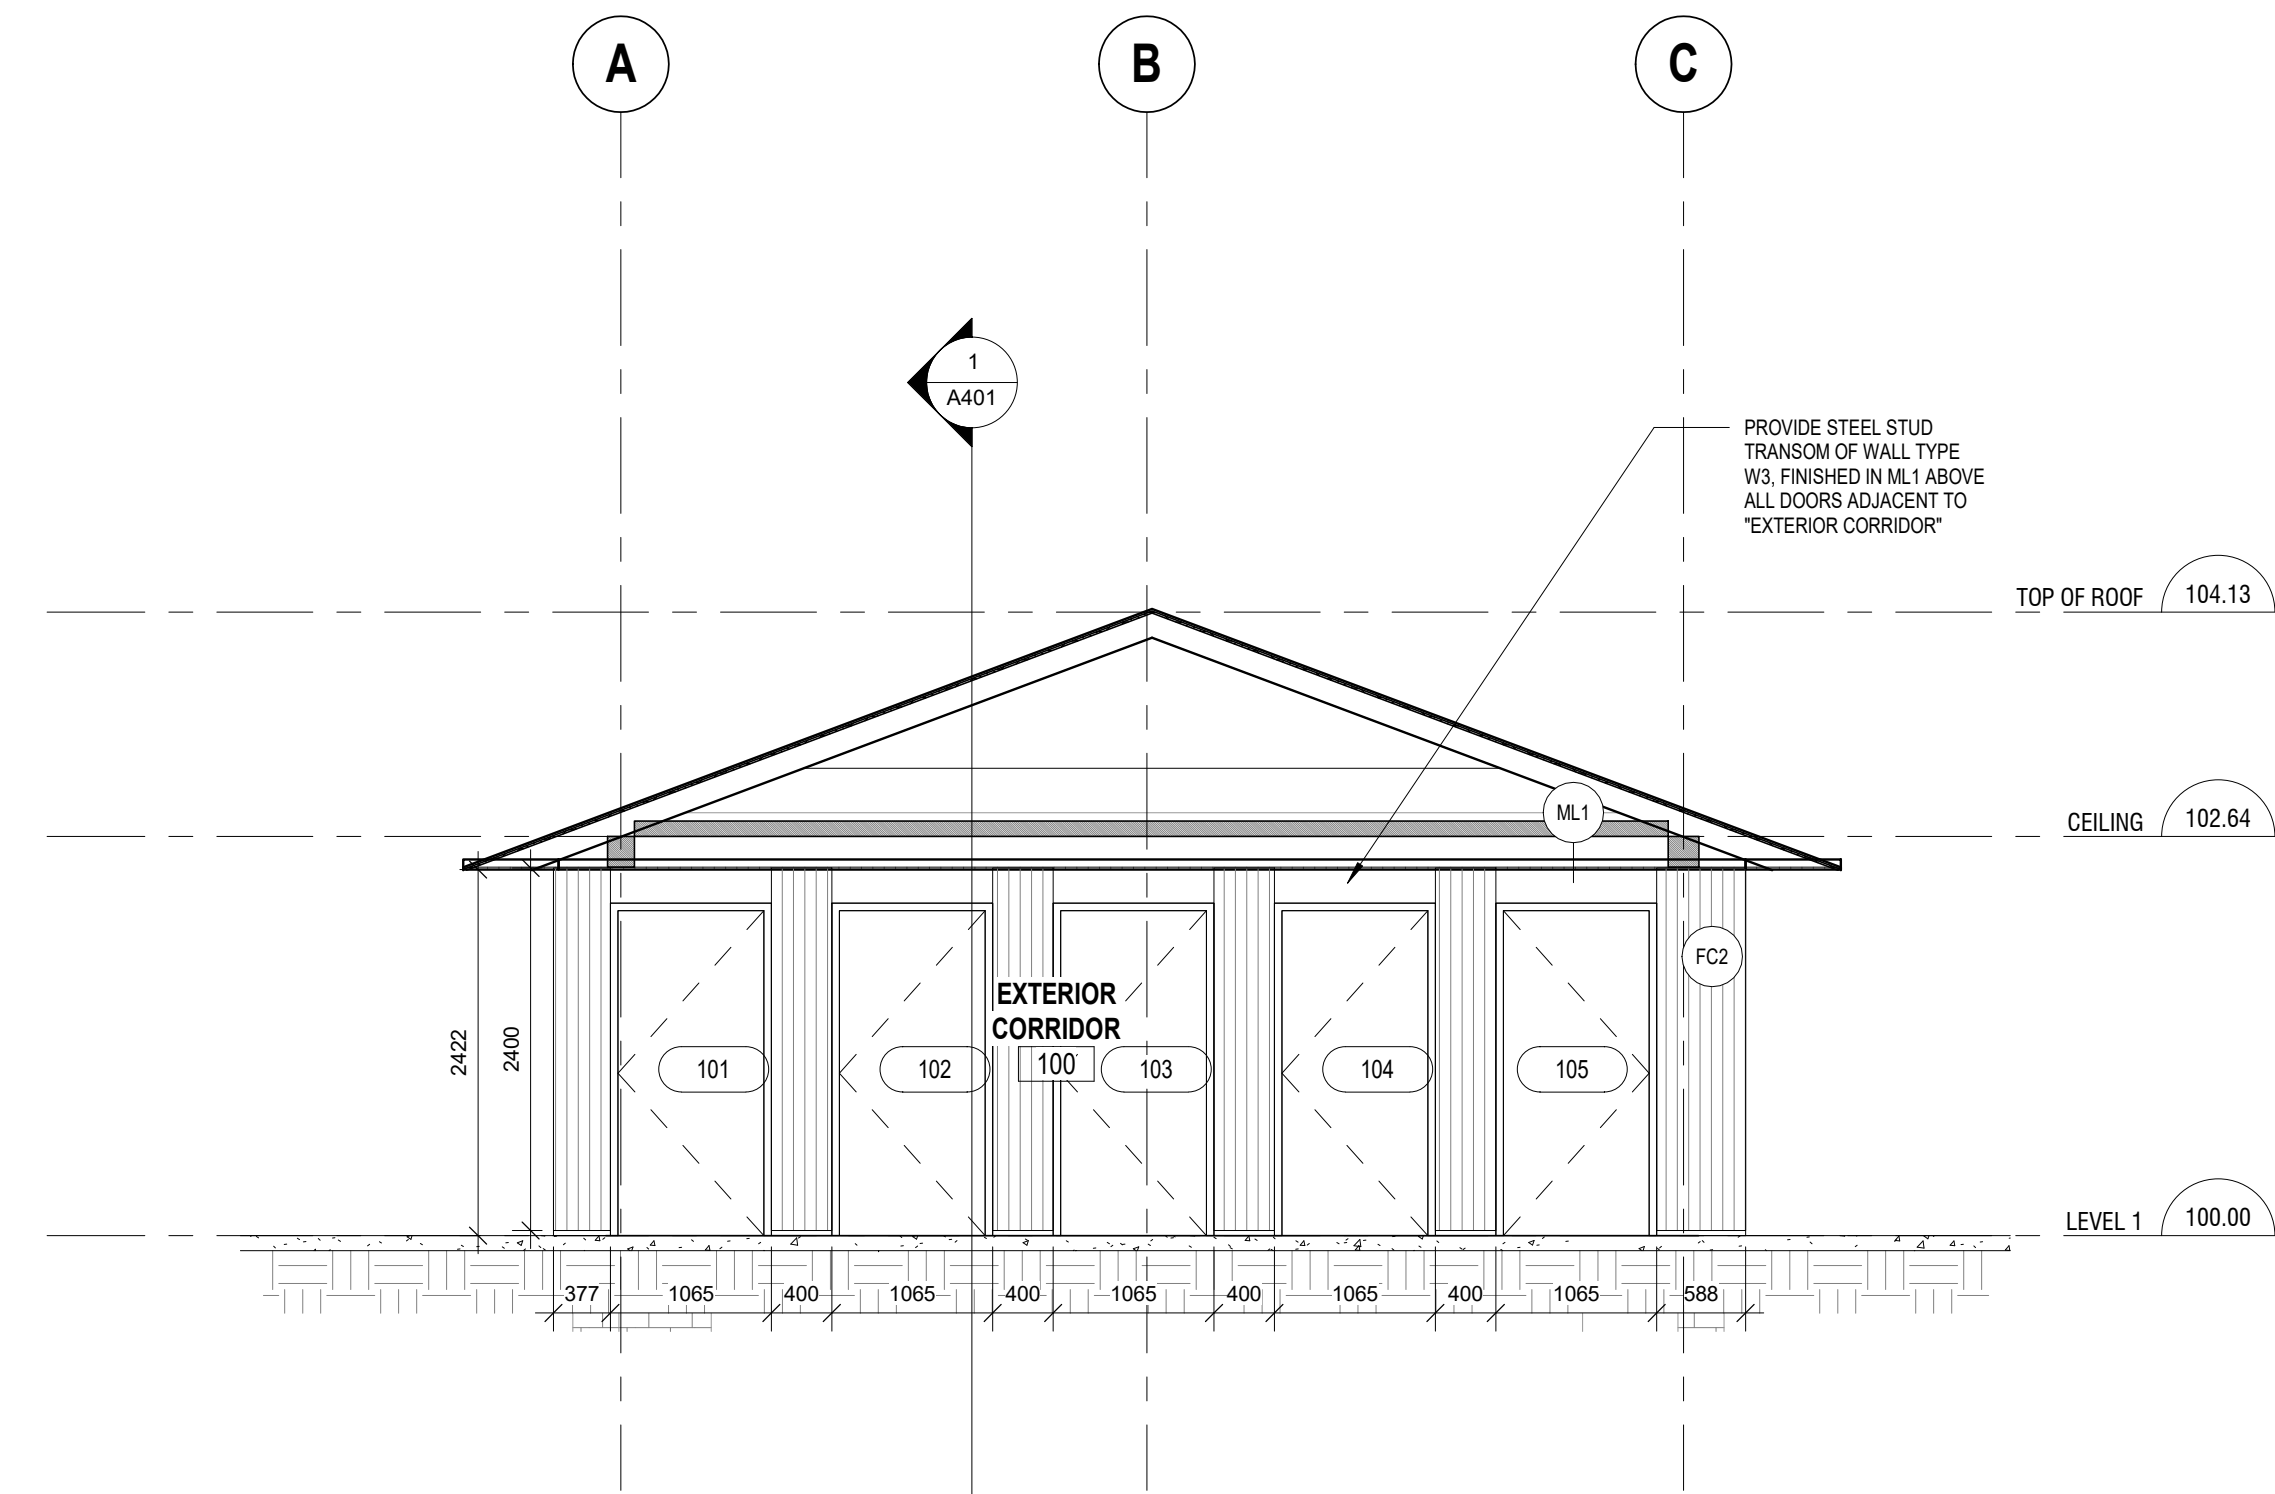 A
B
C
1
A401
PROVIDE STEEL STUD
TRANSOM OF WALL TYPE
W3, FINISHED IN ML1 ABOVE
ALL DOORS ADJACENT TO
"EXTERIOR CORRIDOR"
TOP OF ROOF
104.13
ML1
CEILING
102.64
FC2
EXTERIOR
CORRIDOR
100
2422
2400
101
102
103
104
105
LEVEL 1
100.00
377
1065
400
1065
400
1065
400
1065
400
1065
588